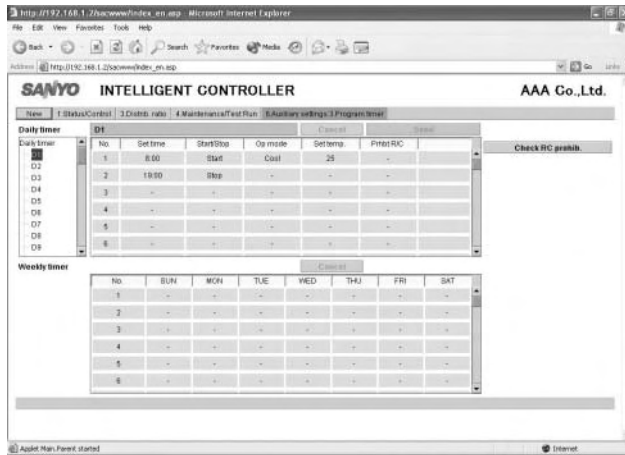 http://192.168.1.2/sacwww/index_en.asp - Microsoft Internet Explorer
File Edit View Favorites Tools Help
Back Search Favorites Media
Address http://192.168.1.2/sacwww/index_en.asp Go Links
SANYO INTELLIGENT CONTROLLER AAA Co.,Ltd.
New 1.Status/Control 3.Distrib. ratio 4.Maintenance/Test Run 6.Auxiliary settings:3.Program timer
Daily timer D1 Cancel Send
Daily timer No. Set time Start/Stop Op mode Set temp. Prhbt R/C Check RC prohib.
D1 1 8:00 Start Cool 25 -
D2 2 18:00 Stop - - -
D3 3 - - - - -
D4
D5 4 - - - - -
D6
D7 5 - - - - -
D8
D9 6 - - - - -
Weekly timer Cancel
No. SUN MON TUE WED THU FRI SAT
1 - - - - - - -
2 - - - - - - -
3 - - - - - - -
4 - - - - - - -
5 - - - - - - -
6 - - - - - - -
Applet Main.Parent started Internet